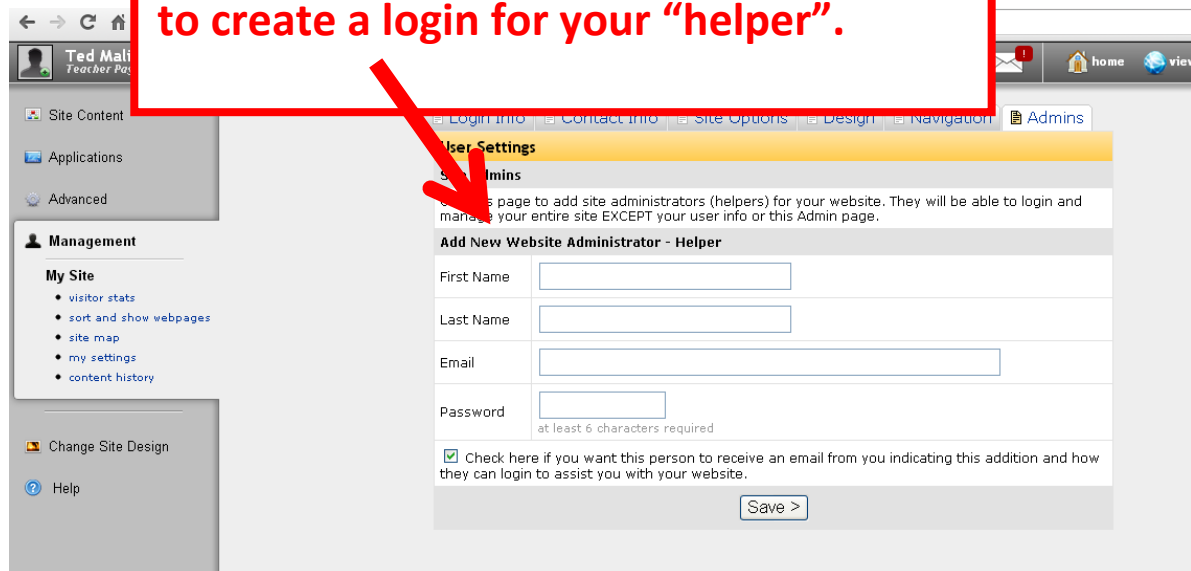 to create a login for your “helper”.
Ted Mali
Teacher Pa
home
view
Site Content
Applications
Advanced
Management
My Site
• visitor stats
• sort and show webpages
• site map
• my settings
• content history
Change Site Design
Help
Login Info
Contact Info
Site Options
Design
Navigation
Admins
User Settings
Admins
page to add site administrators (helpers) for your website. They will be able to login and
manage your entire site EXCEPT your user info or this Admin page.
Add New Website Administrator - Helper
First Name
Last Name
Email
Password
at least 6 characters required
Check here if you want this person to receive an email from you indicating this addition and how
they can login to assist you with your website.
Save >